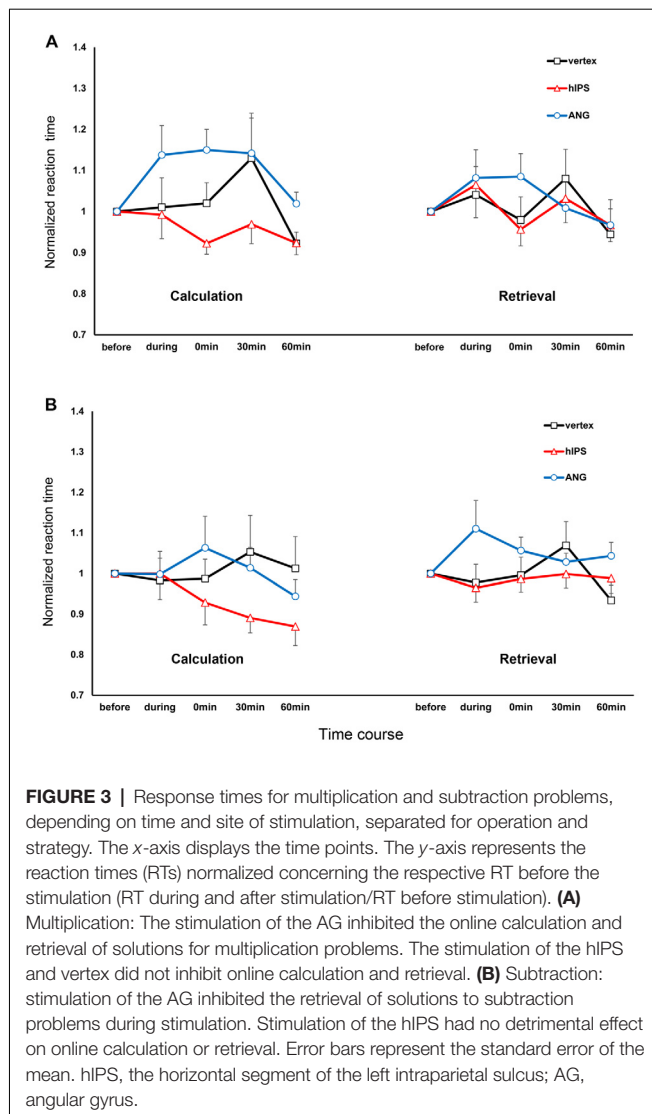 A
1.4
1.3
1.2
1.1
1
0.9
0.8
0.7
Normalized reaction time
vertex
hIPS
ANG
Calculation
Retrieval
before during 0min 30min 60min
before during 0min 30min 60min
B
1.4
1.3
1.2
1.1
1
0.9
0.8
0.7
Normalized reaction time
vertex
hIPS
ANG
Calculation
Retrieval
before during 0min 30min 60min
before during 0min 30min 60min
Time course
FIGURE 3 | Response times for multiplication and subtraction problems,
depending on time and site of stimulation, separated for operation and
strategy. The x-axis displays the time points. The y-axis represents the
reaction times (RTs) normalized concerning the respective RT before the
stimulation (RT during and after stimulation/RT before stimulation). (A)
Multiplication: The stimulation of the AG inhibited the online calculation and
retrieval of solutions for multiplication problems. The stimulation of the hIPS
and vertex did not inhibit online calculation and retrieval. (B) Subtraction:
stimulation of the AG inhibited the retrieval of solutions to subtraction
problems during stimulation. Stimulation of the hIPS had no detrimental effect
on online calculation or retrieval. Error bars represent the standard error of the
mean. hIPS, the horizontal segment of the left intraparietal sulcus; AG,
angular gyrus.